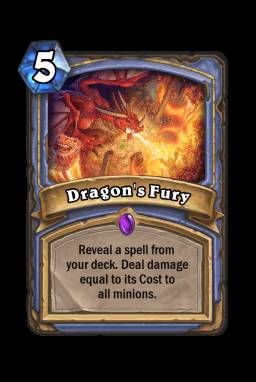 5
Dragon's Fury
Reveal a spell from
your deck. Deal damage
equal to its Cost to
all minions.